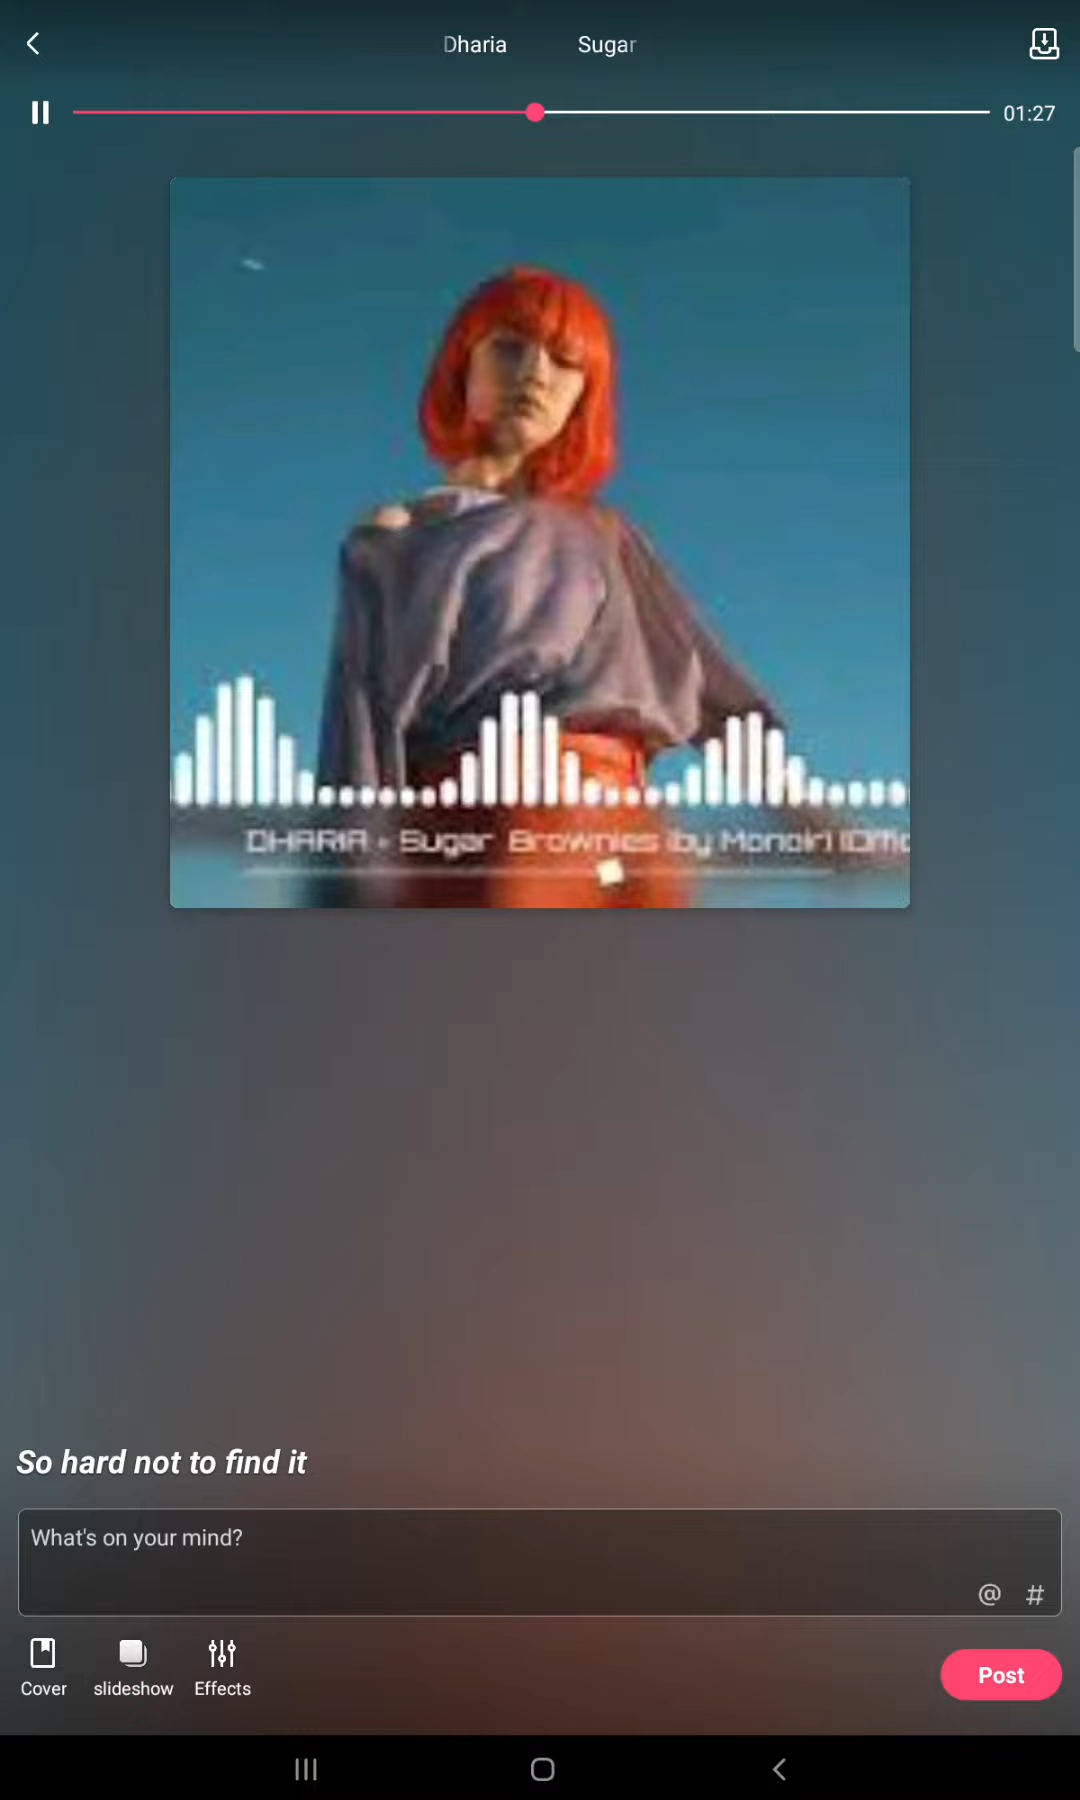 Dharia Sugar
01:27
DHARIA - Sugar Brownies (by Monoir) [Offic
So hard not to find it
What's on your mind?
@ #
Cover slideshow Effects
Post